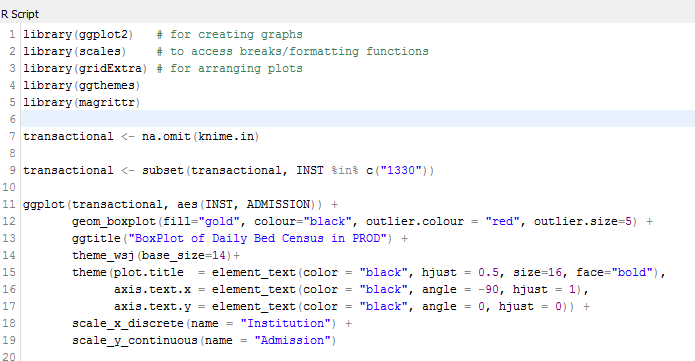 R Script
1 library(ggplot2)   # for creating graphs
2 library(scales)    # to access breaks/formatting functions
3 library(gridExtra) # for arranging plots
4 library(ggthemes)
5 library(magrittr)
6
7 transactional <- na.omit(knime.in)
8
9 transactional <- subset(transactional, INST %in% c("1330"))
10
11 ggplot(transactional, aes(INST, ADMISSION)) +
12        geom_boxplot(fill="gold", colour="black", outlier.colour = "red", outlier.size=5) +
13        ggtitle("BoxPlot of Daily Bed Census in PROD") +
14        theme_wsj(base_size=14)+
15        theme(plot.title  = element_text(color = "black", hjust = 0.5, size=16, face="bold"),
16              axis.text.x = element_text(color = "black", angle = -90, hjust = 1),
17              axis.text.y = element_text(color = "black", angle = 0, hjust = 0)) +
18        scale_x_discrete(name = "Institution") +
19        scale_y_continuous(name = "Admission")
20